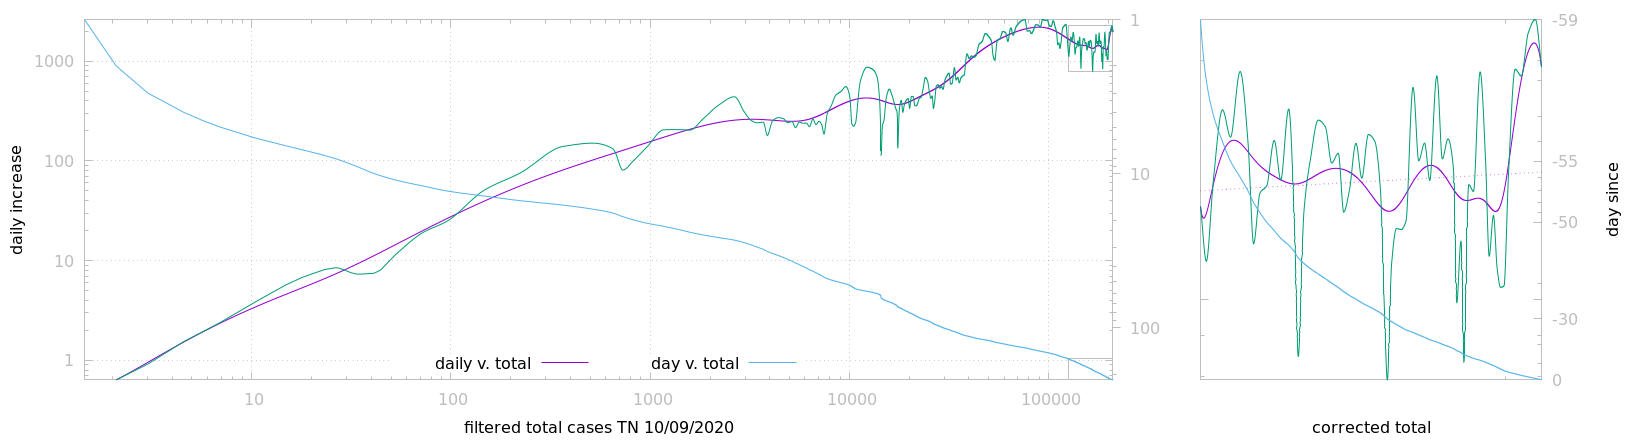 daily increase
1000
100
10
1
10
100
1000
10000
100000
1
10
100
daily v. total
day v. total
filtered total cases TN 10/09/2020
-59
-55
-50
-30
0
day since
corrected total